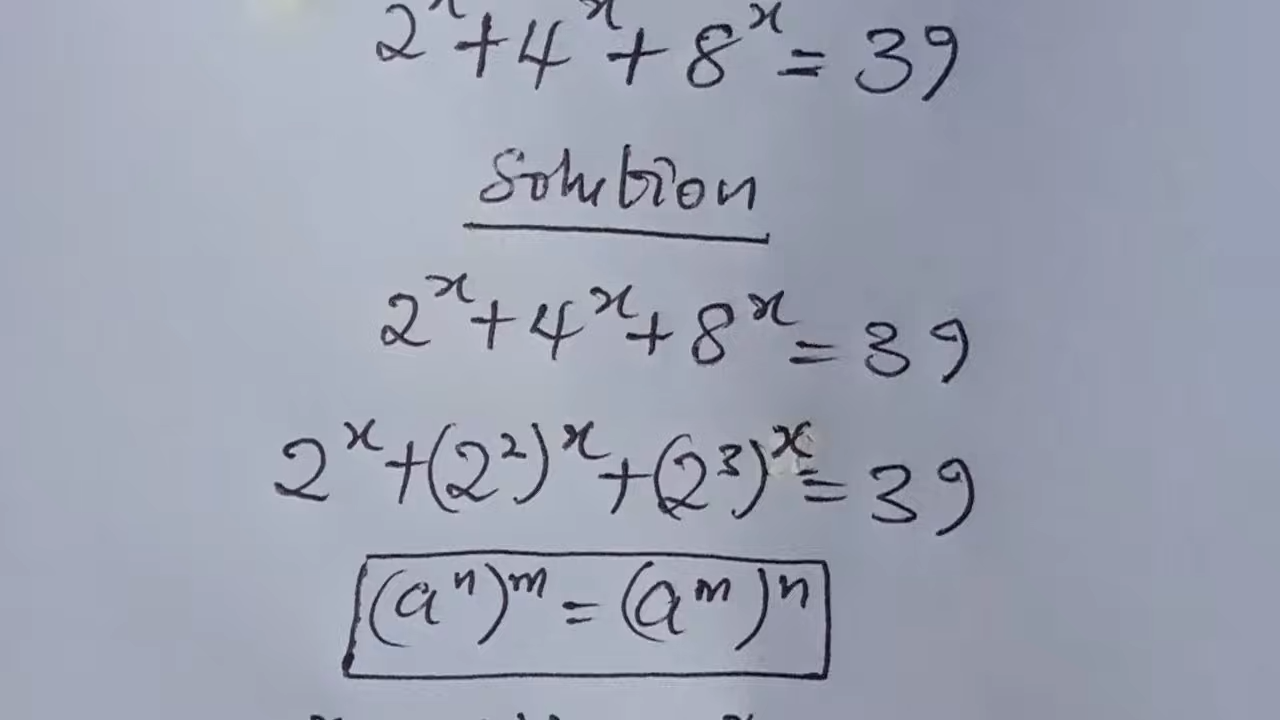 2^x + 4^x + 8^x = 39
Solution
2^x + 4^x + 8^x = 39
2^x + (2^2)^x + (2^3)^x = 39
(a^n)^m = (a^m)^n